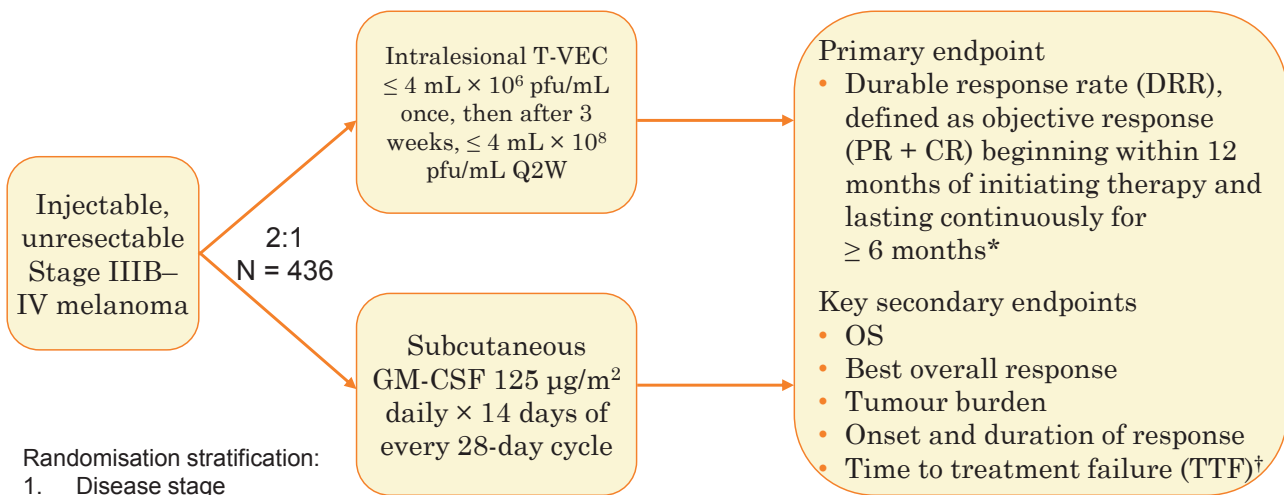 Injectable,
unresectable
Stage IIIB–
IV melanoma
2:1
N = 436
Intralesional T-VEC
≤ 4 mL × 10⁶ pfu/mL
once, then after 3
weeks, ≤ 4 mL × 10⁸
pfu/mL Q2W
Subcutaneous
GM-CSF 125 µg/m²
daily × 14 days of
every 28-day cycle
Primary endpoint
• Durable response rate (DRR),
defined as objective response
(PR + CR) beginning within 12
months of initiating therapy and
lasting continuously for
≥ 6 months*
Key secondary endpoints
• OS
• Best overall response
• Tumour burden
• Onset and duration of response
• Time to treatment failure (TTF)†
Randomisation stratification:
1. Disease stage